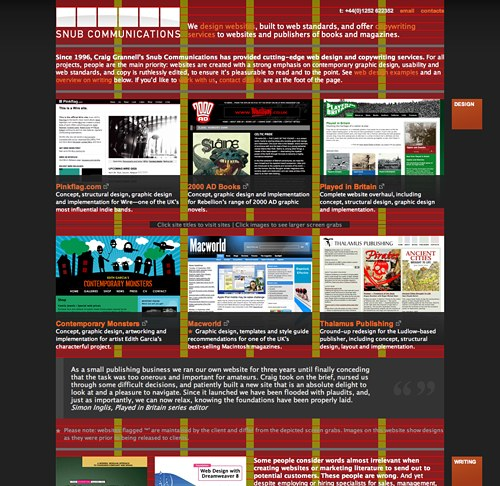 t: +44(0)1252 622352 email contacts
SNUB COMMUNICATIONS
We design websites, built to web standards, and offer copywriting
services to websites and publishers of books and magazines.
Since 1996, Craig Grannell's Snub Communications has provided cutting-edge web design and copywriting services. For all
projects, people are the main priority: websites are created with a strong emphasis on contemporary graphic design, usability and
web standards, and copy is ruthlessly edited, to ensure it's pleasurable to read and to the point. See web design examples and an
overview on writing below. If you'd like to work with us, contact details are at the foot of the page.
DESIGN
Pinkflag.com
Concept, structural design, graphic
design and implementation
for Wire—one of the UK's
most influential indie bands.
2000 AD Books
Concept, graphic design and implementation
for Rebellion's range of 2000 AD graphic
novels.
Played in Britain
Complete website overhaul, including
concept, structural design, graphic design
and implementation.
Click site titles to visit sites | Click images to see larger screen grabs
EDITH GARCIA'S
CONTEMPORARY MONSTERS
Macworld
THALAMUS PUBLISHING
Pirates
ANCIENT
CITIES
Contemporary Monsters
Concept, graphic design, artworking and
implementation for artist Edith Garcia's
characterful project.
Macworld
★ Graphic design, templates and style guide
recommendations for one of the UK's
best-selling Macintosh magazines.
Thalamus Publishing
Ground-up redesign for the Ludlow-based
publisher, including concept, structural
design, layout and implementation.
As a small publishing business we ran our own website for three years until finally conceding
that the task was too onerous and important for amateurs. Craig took on the brief, nursed us
through some difficult decisions, and patiently built a new site that is an absolute delight to
look at and a pleasure to navigate. Since it launched we have been flooded with plaudits, and,
just as importantly, we can now relax, knowing the foundations have been properly laid.
Simon Inglis, Played in Britain series editor
★ Please note: websites flagged '*' are maintained by the client and differ from the depicted screen grabs. Images on this website show designs
as they were prior to being released to clients.
WRITING
Web Design with
Dreamweaver 8
Some people consider words almost irrelevant when
creating websites or marketing literature to send out to
potential customers. These people are wrong. And yet
despite employing or hiring specialists for sales, management,